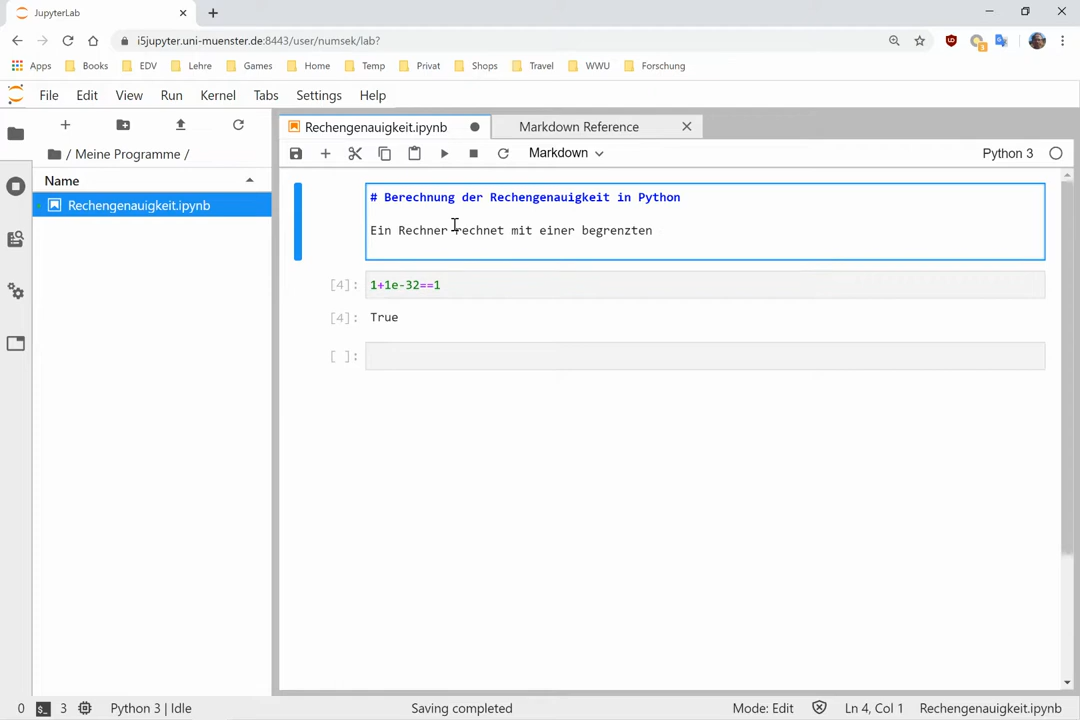 JupyterLab
i5jupyter.uni-muenster.de:8443/user/numsek/lab?
Apps Books EDV Lehre Games Home Temp Privat Shops Travel WWU Forschung
File Edit View Run Kernel Tabs Settings Help
Rechengenauigkeit.ipynb Markdown Reference
Markdown Python 3
/ Meine Programme /
Name
Rechengenauigkeit.ipynb
# Berechnung der Rechengenauigkeit in Python
Ein Rechner rechnet mit einer begrenzten
[4]: 1+1e-32==1
[4]: True
[ ]:
0 3 Python 3 | Idle Saving completed Mode: Edit Ln 4, Col 1 Rechengenauigkeit.ipynb